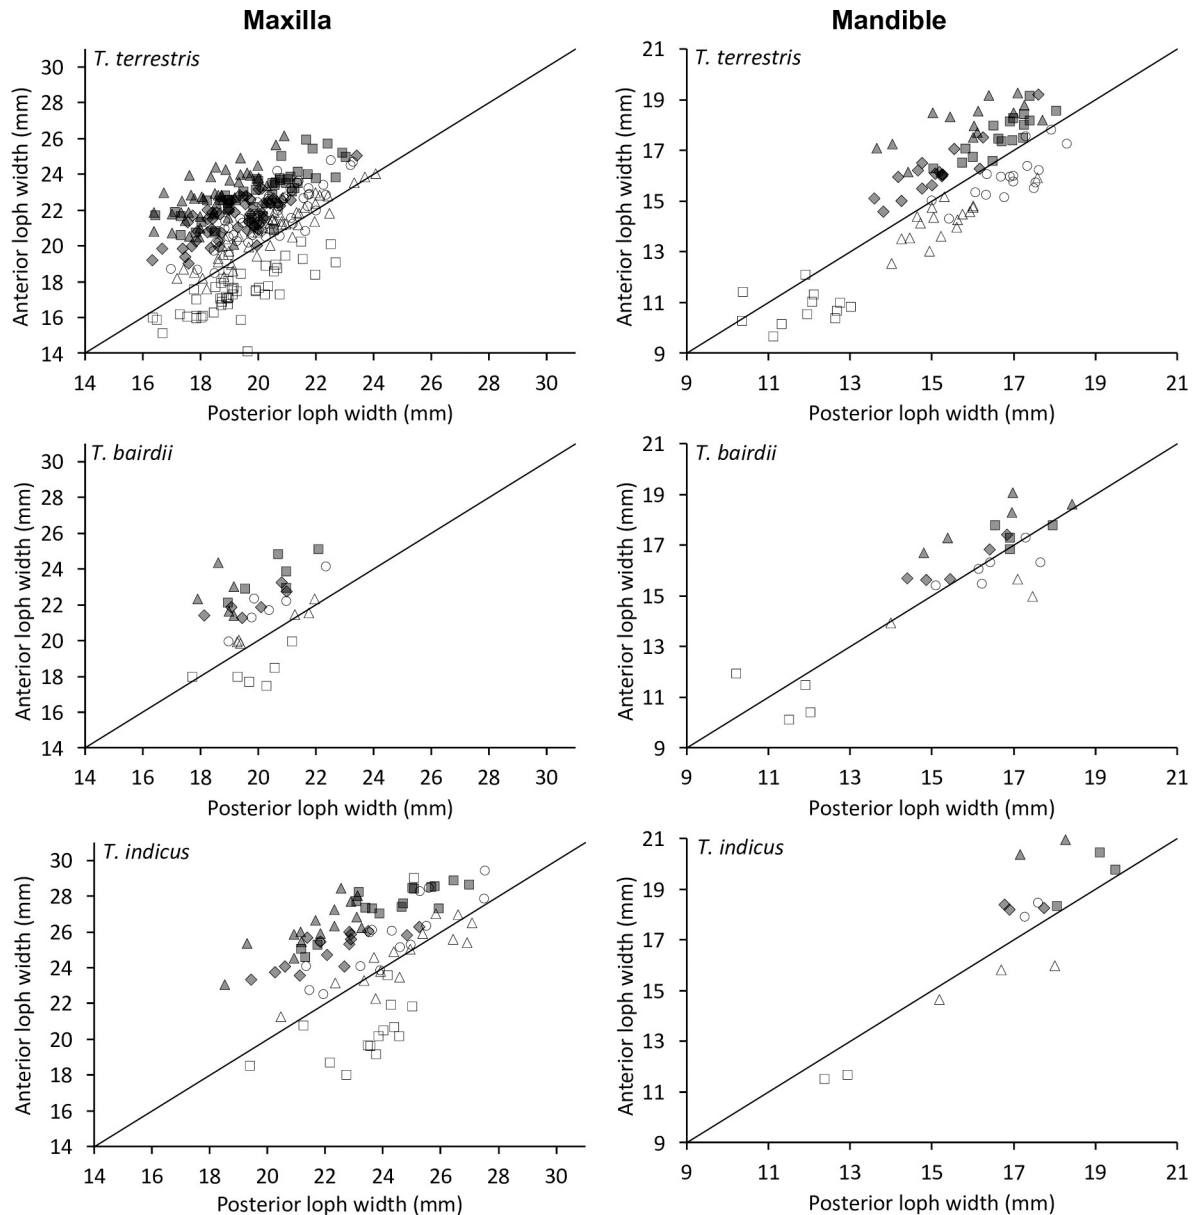 Maxilla
Mandible
T. terrestris
30
28
26
24
22
20
18
16
14
Anterior loph width (mm)
14 16 18 20 22 24 26 28 30
Posterior loph width (mm)
T. terrestris
21
19
17
15
13
11
9
Anterior loph width (mm)
9 11 13 15 17 19 21
Posterior loph width (mm)
T. bairdii
30
28
26
24
22
20
18
16
14
Anterior loph width (mm)
14 16 18 20 22 24 26 28 30
Posterior loph width (mm)
T. bairdii
21
19
17
15
13
11
9
Anterior loph width (mm)
9 11 13 15 17 19 21
Posterior loph width (mm)
T. indicus
30
28
26
24
22
20
18
16
14
Anterior loph width (mm)
14 16 18 20 22 24 26 28 30
Posterior loph width (mm)
T. indicus
21
19
17
15
13
11
9
Anterior loph width (mm)
9 11 13 15 17 19 21
Posterior loph width (mm)